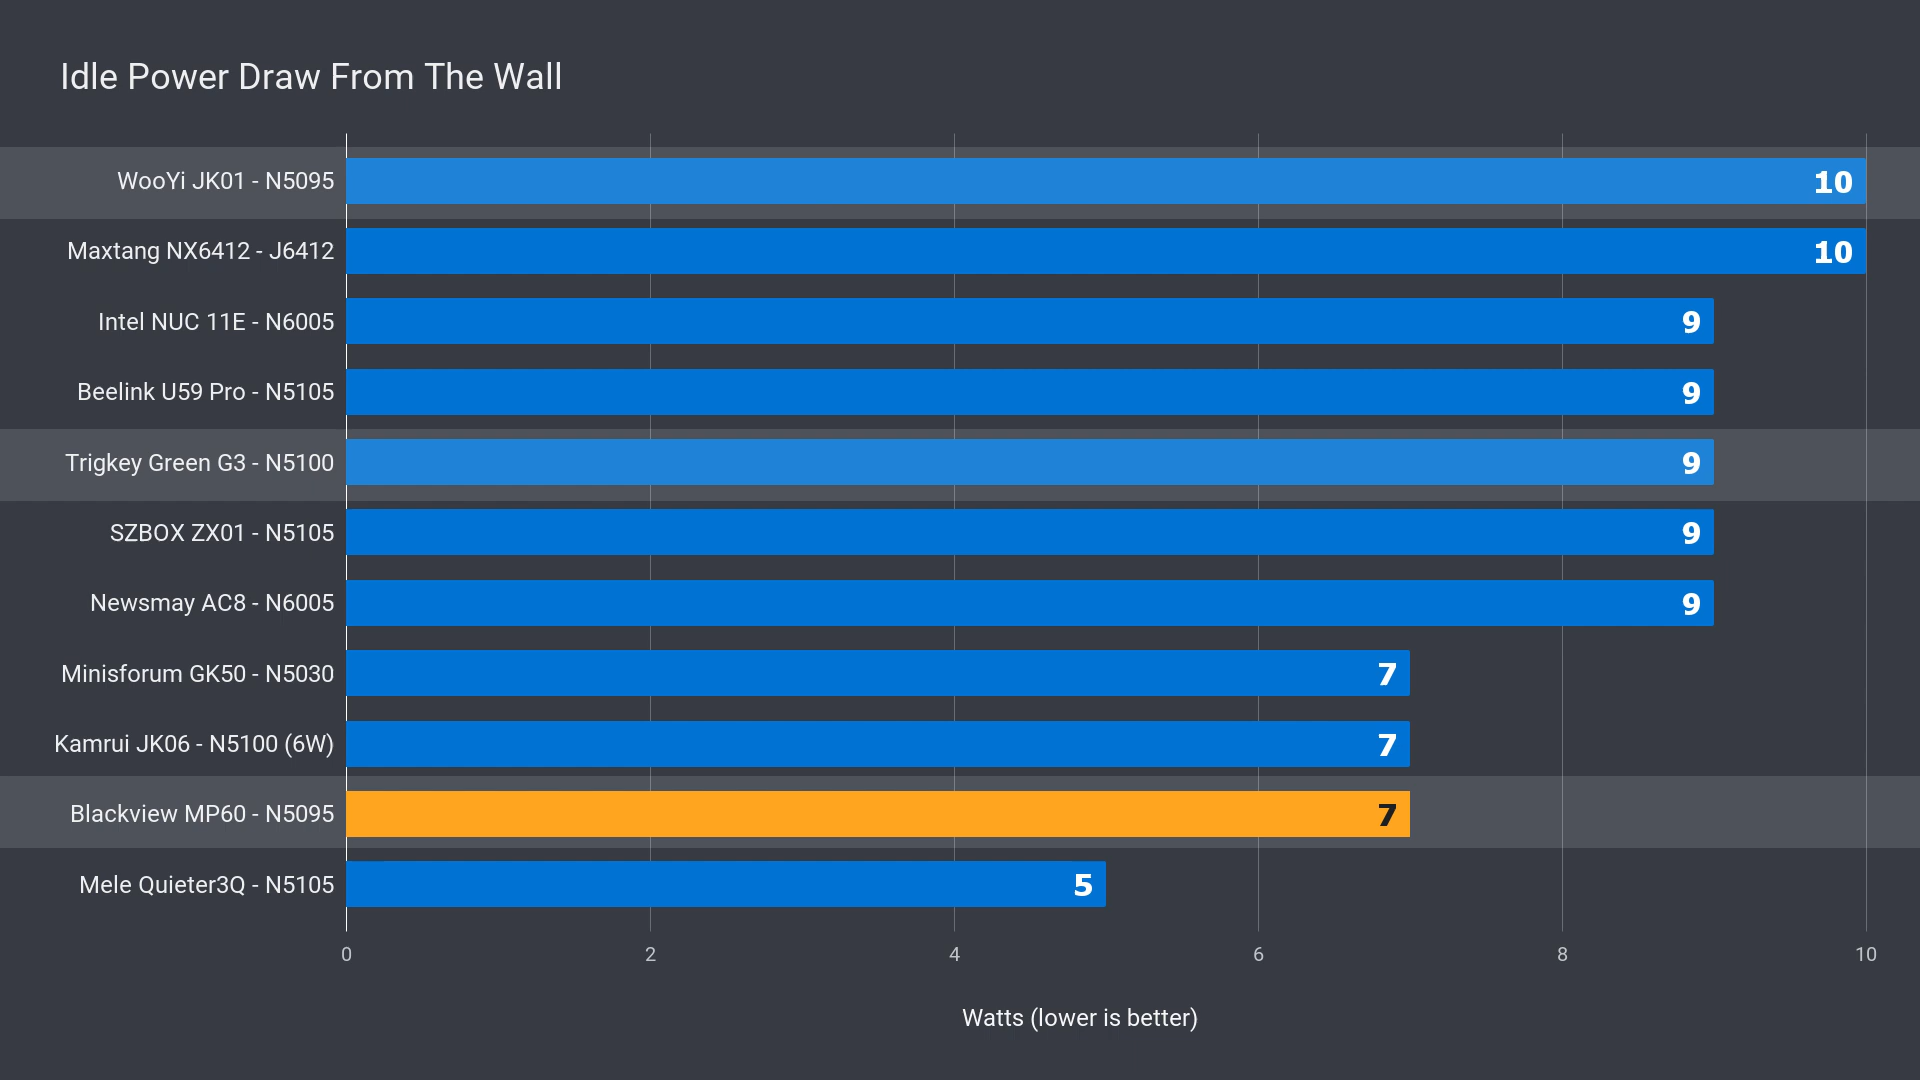 Idle Power Draw From The Wall
WooYi JK01 - N5095 10
Maxtang NX6412 - J6412 10
Intel NUC 11E - N6005 9
Beelink U59 Pro - N5105 9
Trigkey Green G3 - N5100 9
SZBOX ZX01 - N5105 9
Newsmay AC8 - N6005 9
Minisforum GK50 - N5030 7
Kamrui JK06 - N5100 (6W) 7
Blackview MP60 - N5095 7
Mele Quieter3Q - N5105 5
0 2 4 6 8 10
Watts (lower is better)